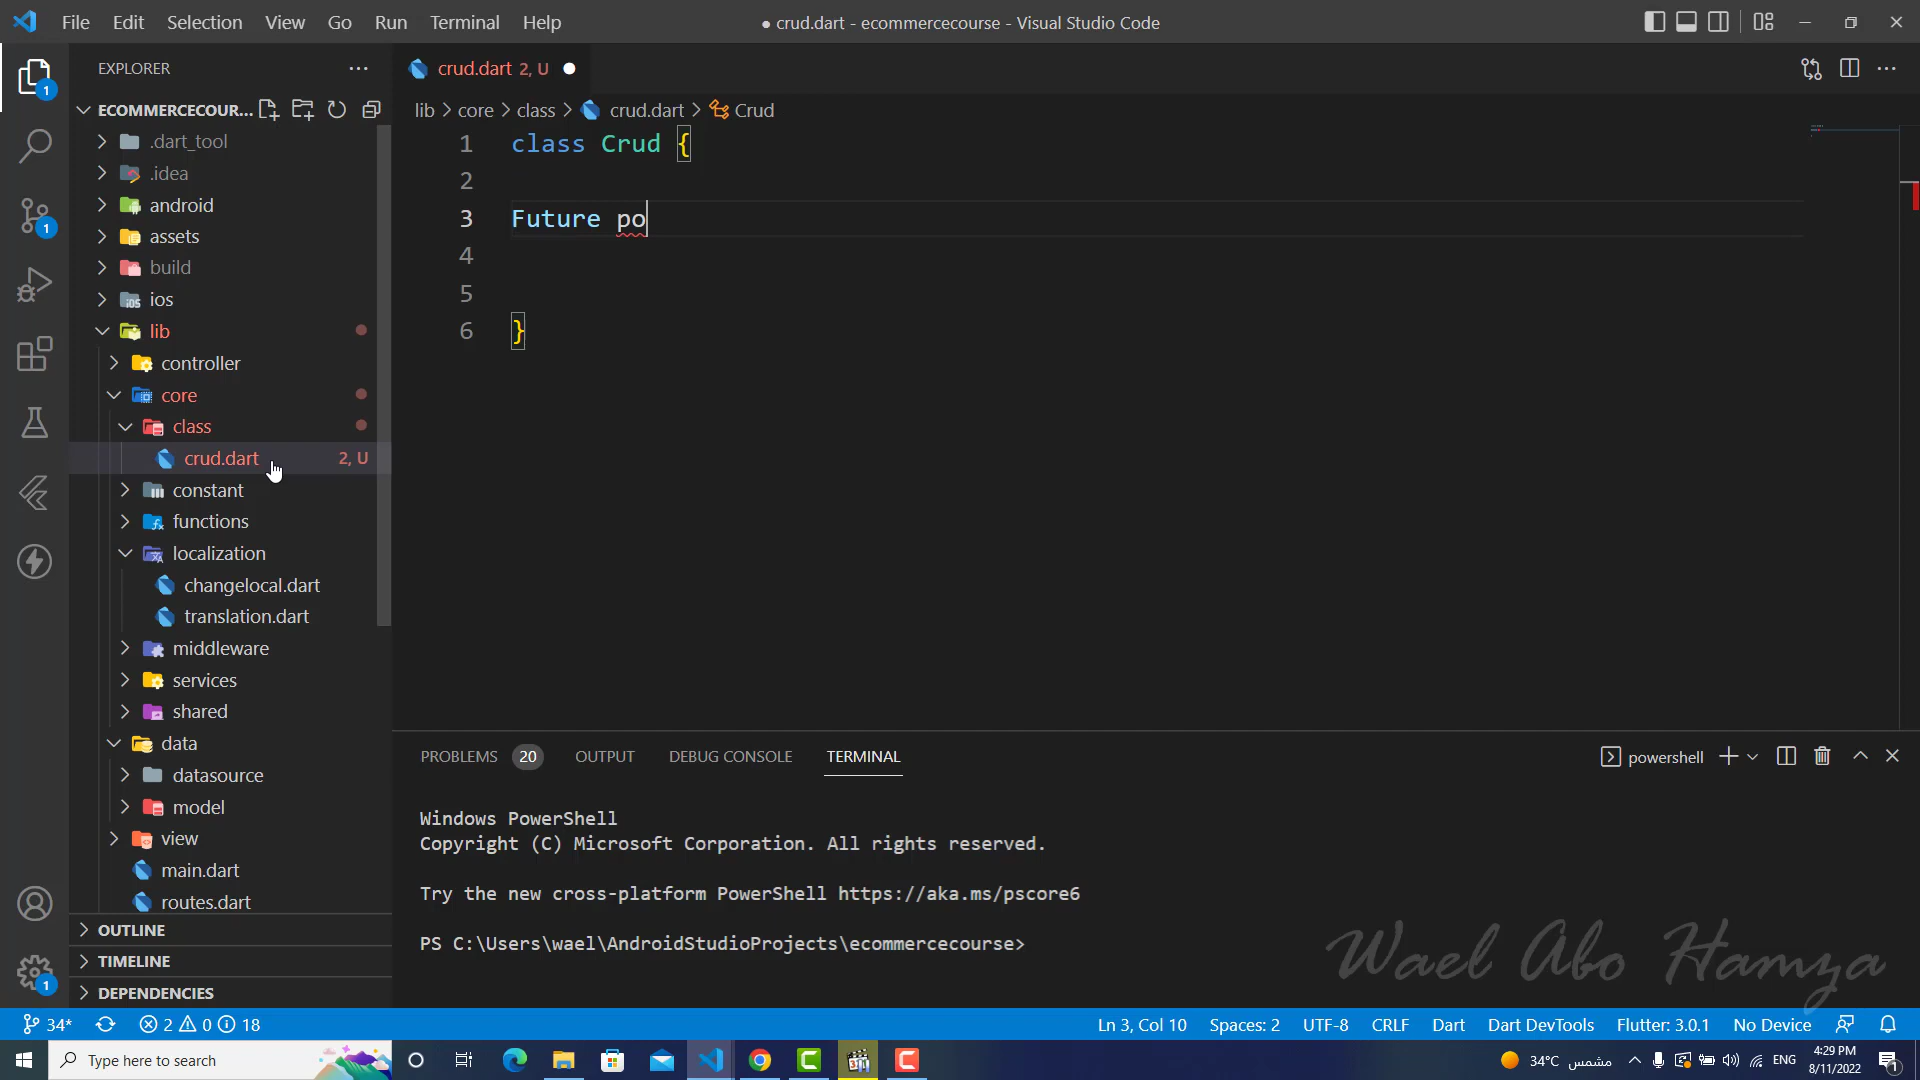 File Edit Selection View Go Run Terminal Help
● crud.dart - ecommercecourse - Visual Studio Code
EXPLORER
crud.dart 2, U
ECOMMERCECOUR...
lib > core > class > crud.dart > Crud
.dart_tool
.idea
android
assets
build
ios
lib
controller
core
class
crud.dart 2, U
constant
functions
localization
changelocal.dart
translation.dart
middleware
services
shared
data
datasource
model
view
main.dart
routes.dart
OUTLINE
TIMELINE
DEPENDENCIES
1 class Crud {
2
3 Future po
4
5
6 }
PROBLEMS 20 OUTPUT DEBUG CONSOLE TERMINAL
powershell
Windows PowerShell
Copyright (C) Microsoft Corporation. All rights reserved.
Try the new cross-platform PowerShell https://aka.ms/pscore6
PS C:\Users\wael\AndroidStudioProjects\ecommercecourse>
Wael Abo Hamza
1
1
1
34* 2 0 18
Ln 3, Col 10 Spaces: 2 UTF-8 CRLF Dart Dart DevTools Flutter: 3.0.1 No Device
Type here to search
34°C مشمس
ENG
4:29 PM
8/11/2022
1